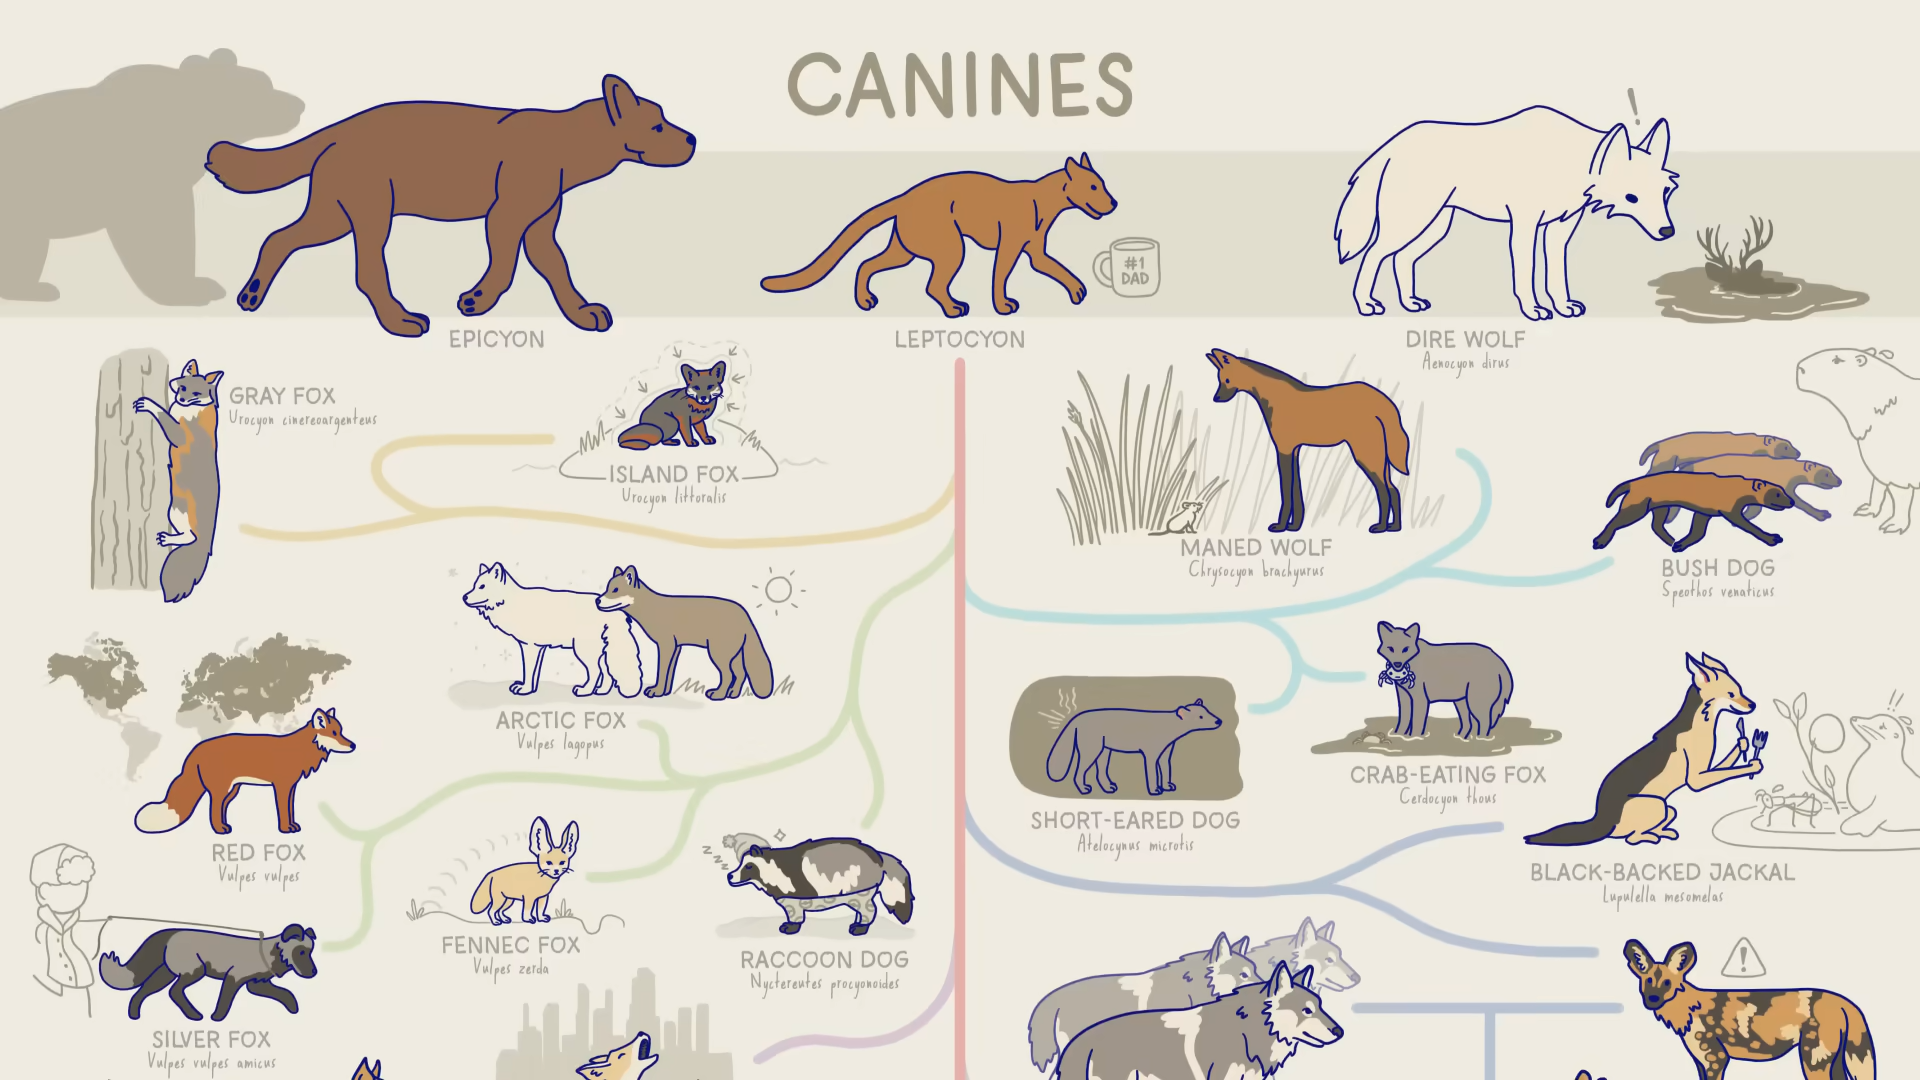 CANINES
#1
DAD
EPICYON
LEPTOCYON
DIRE WOLF
Aenocyon dirus
GRAY FOX
Urocyon cinereoargenteus
ISLAND FOX
Urocyon littoralis
MANED WOLF
Chrysocyon brachyurus
BUSH DOG
Speothos venaticus
ARCTIC FOX
Vulpes lagopus
CRAB-EATING FOX
Cerdocyon thous
SHORT-EARED DOG
Atelocynus microtis
RED FOX
Vulpes vulpes
z z z
BLACK-BACKED JACKAL
Lupulella mesomelas
FENNEC FOX
Vulpes zerda
RACCOON DOG
Nyctereutes procyonoides
SILVER FOX
Vulpes vulpes amicus